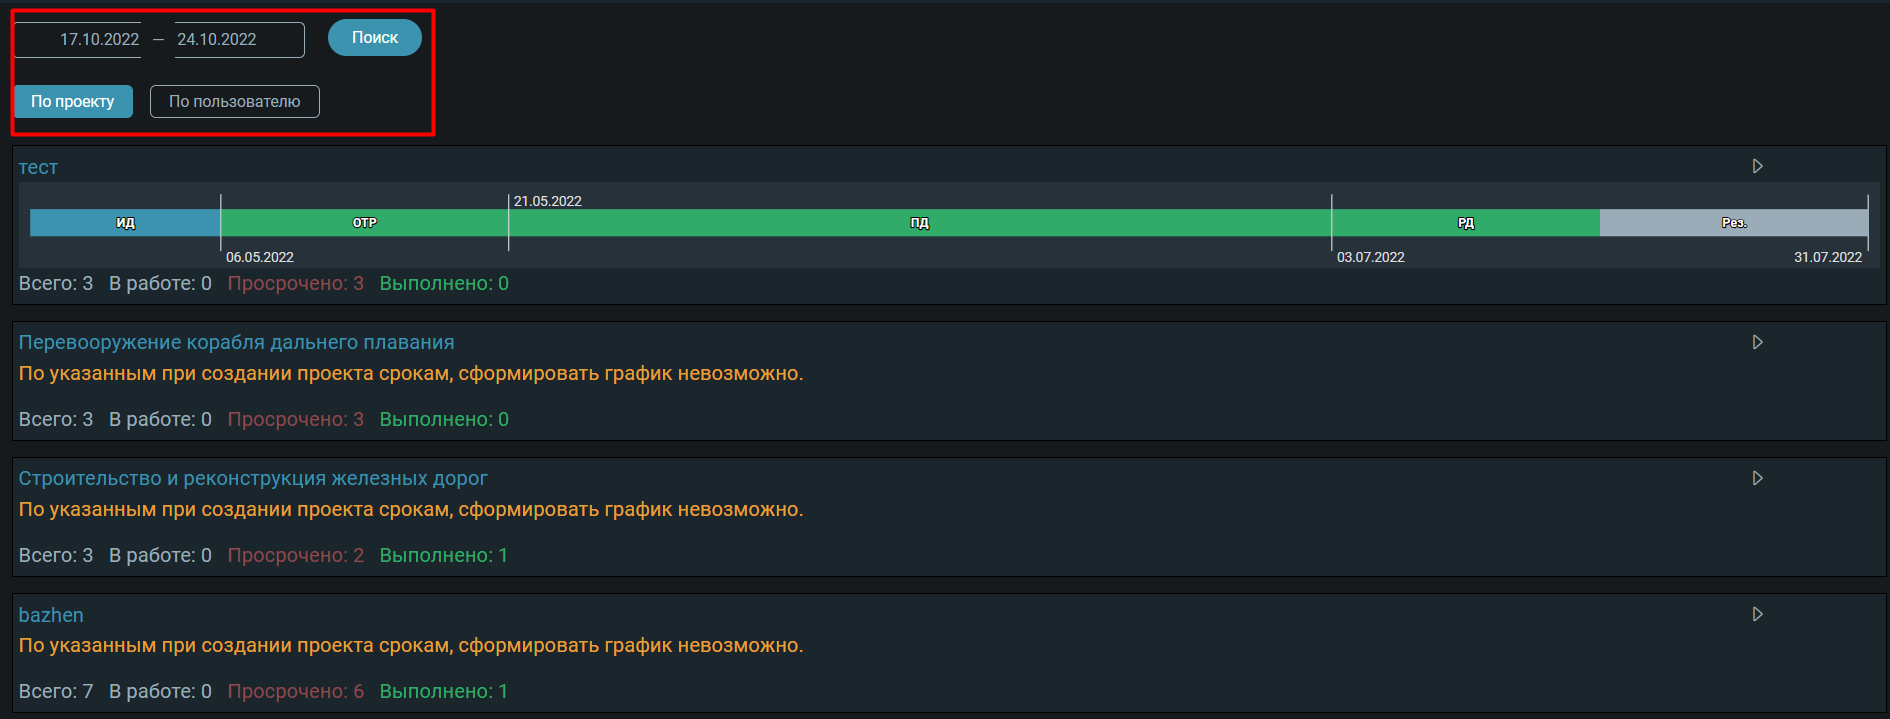 17.10.2022 — 24.10.2022 Поиск
По проекту По пользователю
тест
21.05.2022
ИД ОТР ПД РД Рез.
06.05.2022 03.07.2022 31.07.2022
Всего: 3 В работе: 0 Просрочено: 3 Выполнено: 0
Перевооружение корабля дальнего плавания
По указанным при создании проекта срокам, сформировать график невозможно.
Всего: 3 В работе: 0 Просрочено: 3 Выполнено: 0
Строительство и реконструкция железных дорог
По указанным при создании проекта срокам, сформировать график невозможно.
Всего: 3 В работе: 0 Просрочено: 2 Выполнено: 1
bazhen
По указанным при создании проекта срокам, сформировать график невозможно.
Всего: 7 В работе: 0 Просрочено: 6 Выполнено: 1